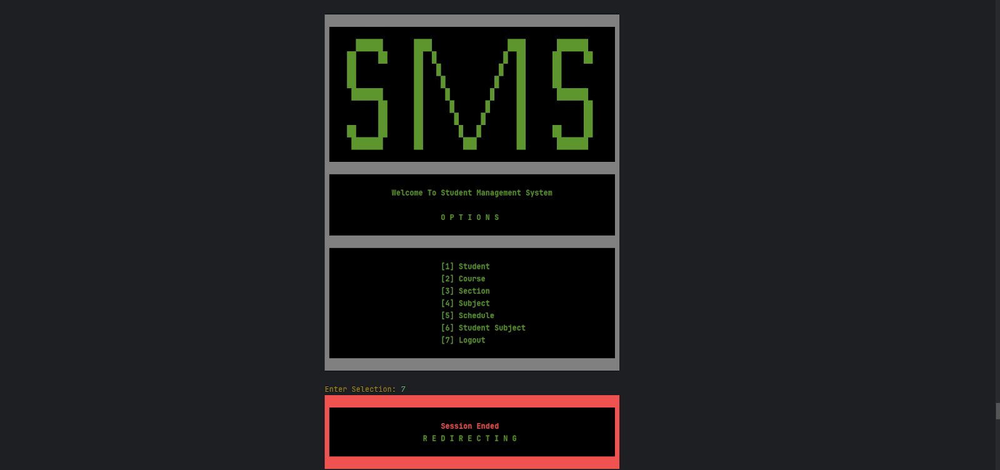 SMS
Welcome To Student Management System
O P T I O N S
[1] Student
[2] Course
[3] Section
[4] Subject
[5] Schedule
[6] Student Subject
[7] Logout
Enter Selection: 7
Session Ended
R E D I R E C T I N G